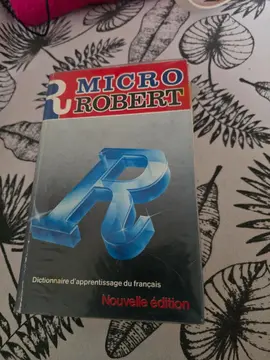 MICRO
ROBERT
R
Dictionnaire d'apprentissage du français
Nouvelle édition